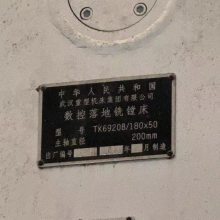 中华人民共和国
武汉重型机床集团有限公司
数控落地铣镗床
型号 TK6920B/180x50
主轴直径 200mm
出厂编号 年 月制造